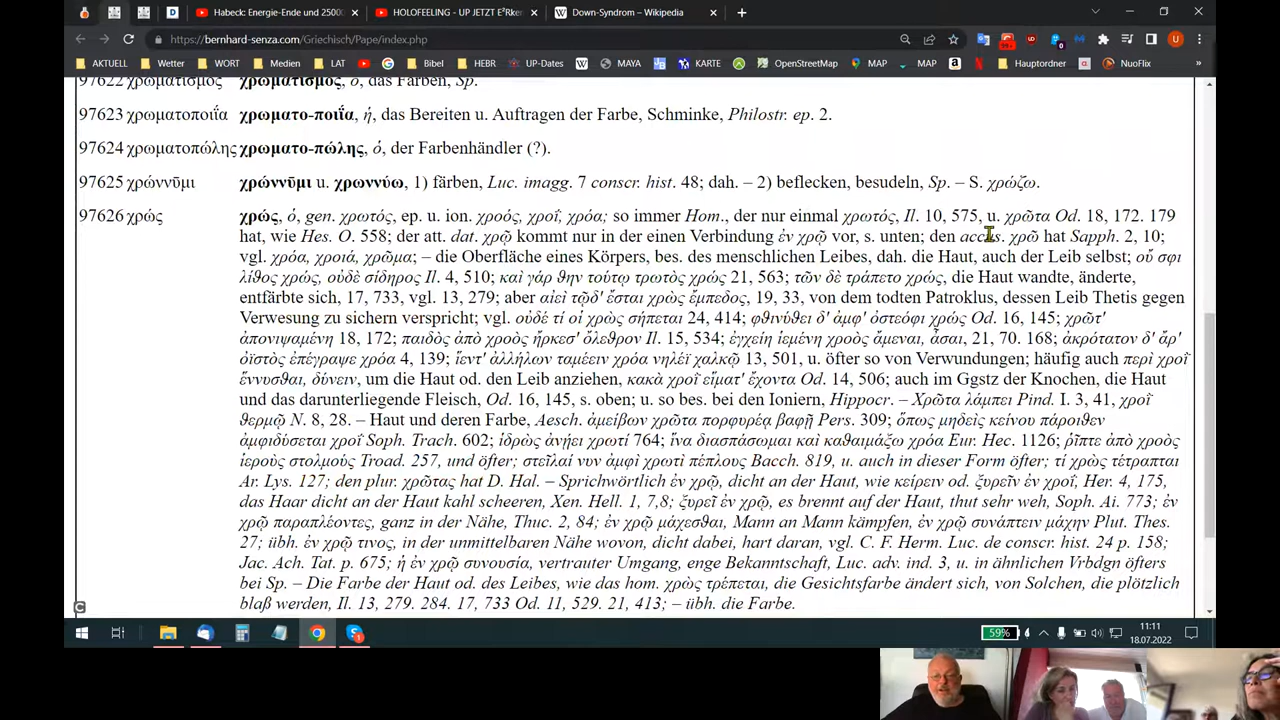 Habeck: Energie-Ende und 2500
HOLOFEELING - UP JETZT E²Rker
Down-Syndrom – Wikipedia
https://bernhard-senza.com/Griechisch/Pape/index.php
AKTUELL Wetter WORT Medien LAT Bibel HEBR UP-Dates MAYA KARTE OpenStreetMap MAP MAP Hauptordner NuoFlix
97622 χρωματισμός χρωματισμός, ὁ, das Färben, Sp.
97623 χρωματοποιΐα χρωματο-ποιΐα, ἡ, das Bereiten u. Auftragen der Farbe, Schminke, Philostr. ep. 2.
97624 χρωματοπώλης χρωματο-πώλης, ὁ, der Farbenhändler (?).
97625 χρώννῡμι χρώννῡμι u. χρωννύω, 1) färben, Luc. imagg. 7 conscr. hist. 48; dah. – 2) beflecken, besudeln, Sp. – S. χρώζω.
97626 χρώς χρώς, ὁ, gen. χρωτός, ep. u. ion. χροός, χροΐ, χρόα; so immer Hom., der nur einmal χρωτός, Il. 10, 575, u. χρῶτα Od. 18, 172. 179
hat, wie Hes. O. 558; der att. dat. χρῷ kommt nur in der einen Verbindung ἐν χρῷ vor, s. unten; den accus. χρῶ hat Sapph. 2, 10;
vgl. χρόα, χροιά, χρῶμα; – die Oberfläche eines Körpers, bes. des menschlichen Leibes, dah. die Haut, auch der Leib selbst; οὔ σφι
λίθος χρώς, οὐδὲ σίδηρος Il. 4, 510; καὶ γάρ θην τούτῳ τρωτὸς χρώς 21, 563; τῶν δὲ τράπετο χρώς, die Haut wandte, änderte,
entfärbte sich, 17, 733, vgl. 13, 279; aber αἰεὶ τῷδ' ἔσται χρὼς ἔμπεδος, 19, 33, von dem todten Patroklus, dessen Leib Thetis gegen
Verwesung zu sichern verspricht; vgl. οὐδέ τί οἱ χρὼς σήπεται 24, 414; φθινύθει δ' ἀμφ' ὀστεόφι χρώς Od. 16, 145; χρῶτ'
ἀπονιψαμένη 18, 172; παιδὸς ἀπὸ χροὸς ἤρκεσ' ὄλεθρον Il. 15, 534; ἐγχείη ἱεμένη χροὸς ἄμεναι, ἆσαι, 21, 70. 168; ἀκρότατον δ' ἄρ'
ὀϊστὸς ἐπέγραψε χρόα 4, 139; ἵεντ' ἀλλήλων ταμέειν χρόα νηλέϊ χαλκῷ 13, 501, u. öfter so von Verwundungen; häufig auch περὶ χροῒ
ἕννυσθαι, δύνειν, um die Haut od. den Leib anziehen, κακὰ χροῒ εἵματ' ἔχοντα Od. 14, 506; auch im Ggstz der Knochen, die Haut
und das darunterliegende Fleisch, Od. 16, 145, s. oben; u. so bes. bei den Ioniern, Hippocr. – Χρῶτα λάμπει Pind. I. 3, 41, χροῒ
θερμῷ N. 8, 28. – Haut und deren Farbe, Aesch. ἀμείβων χρῶτα πορφυρέᾳ βαφῇ Pers. 309; ὅπως μηδεὶς κείνου πάροιθεν
ἀμφιδύσεται χροΐ Soph. Trach. 602; ἱδρὼς ἀνῄει χρωτί 764; ἵνα διασπάσωμαι καὶ καθαιμάξω χρόα Eur. Hec. 1126; ῥῖπτε ἀπὸ χροὸς
ἱεροὺς στολμούς Troad. 257, und öfter; στεῖλαί νυν ἀμφὶ χρωτὶ πέπλους Bacch. 819, u. auch in dieser Form öfter; τί χρὼς τέτραπται
Ar. Lys. 127; den plur. χρῶτας hat D. Hal. – Sprichwörtlich ἐν χρῷ, dicht an der Haut, wie κείρειν od. ξυρεῖν ἐν χροΐ, Her. 4, 175,
das Haar dicht an der Haut kahl scheeren, Xen. Hell. 1, 7,8; ξυρεῖ ἐν χρῷ, es brennt auf der Haut, thut sehr weh, Soph. Ai. 773; ἐν
χρῷ παραπλέοντες, ganz in der Nähe, Thuc. 2, 84; ἐν χρῷ μάχεσθαι, Mann an Mann kämpfen, ἐν χρῷ συνάπτειν μάχην Plut. Thes.
27; übh. ἐν χρῷ τινος, in der unmittelbaren Nähe wovon, dicht dabei, hart daran, vgl. C. F. Herm. Luc. de conscr. hist. 24 p. 158;
Jac. Ach. Tat. p. 675; ἡ ἐν χρῷ συνουσία, vertrauter Umgang, enge Bekanntschaft, Luc. adv. ind. 3, u. in ähnlichen Vrbdgn öfters
bei Sp. – Die Farbe der Haut od. des Leibes, wie das hom. χρὼς τρέπεται, die Gesichtsfarbe ändert sich, von Solchen, die plötzlich
blaß werden, Il. 13, 279. 284. 17, 733 Od. 11, 529. 21, 413; – übh. die Farbe.
59%
11:11
18.07.2022